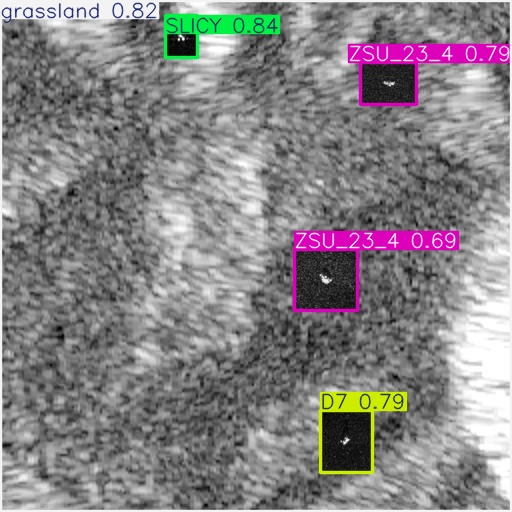 grassland 0.82
SLICY 0.84
ZSU_23_4 0.79
ZSU_23_4 0.69
D7 0.79